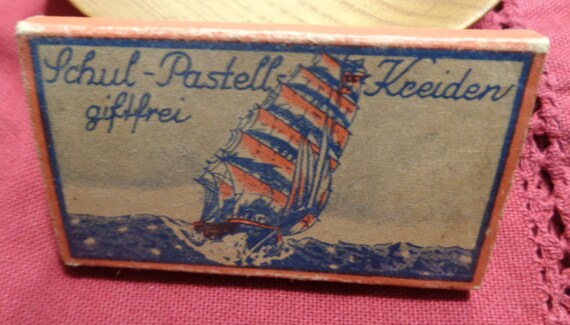 Schul-Pastell-Kreiden
giftfrei